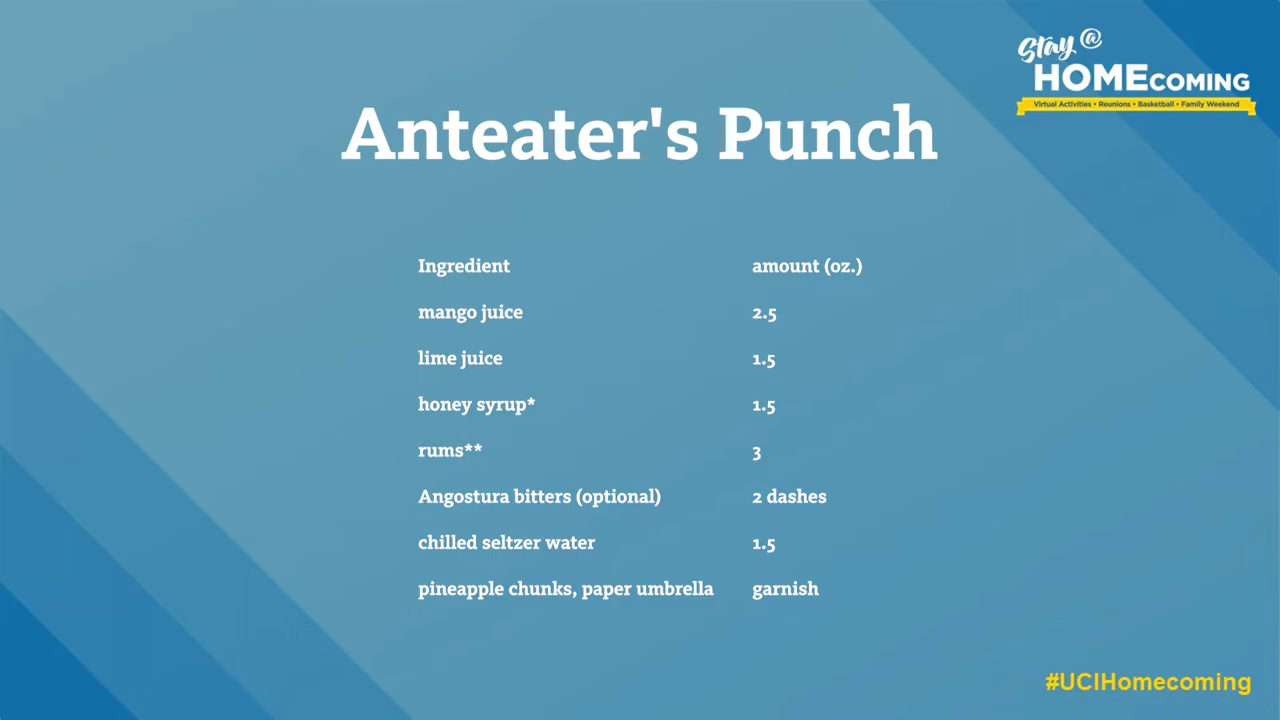 Stay @
HOMECOMING
Virtual Activities • Reunions • Basketball • Family Weekend
Anteater's Punch
Ingredient amount (oz.)
mango juice 2.5
lime juice 1.5
honey syrup* 1.5
rums** 3
Angostura bitters (optional) 2 dashes
chilled seltzer water 1.5
pineapple chunks, paper umbrella garnish
#UCIHomecoming